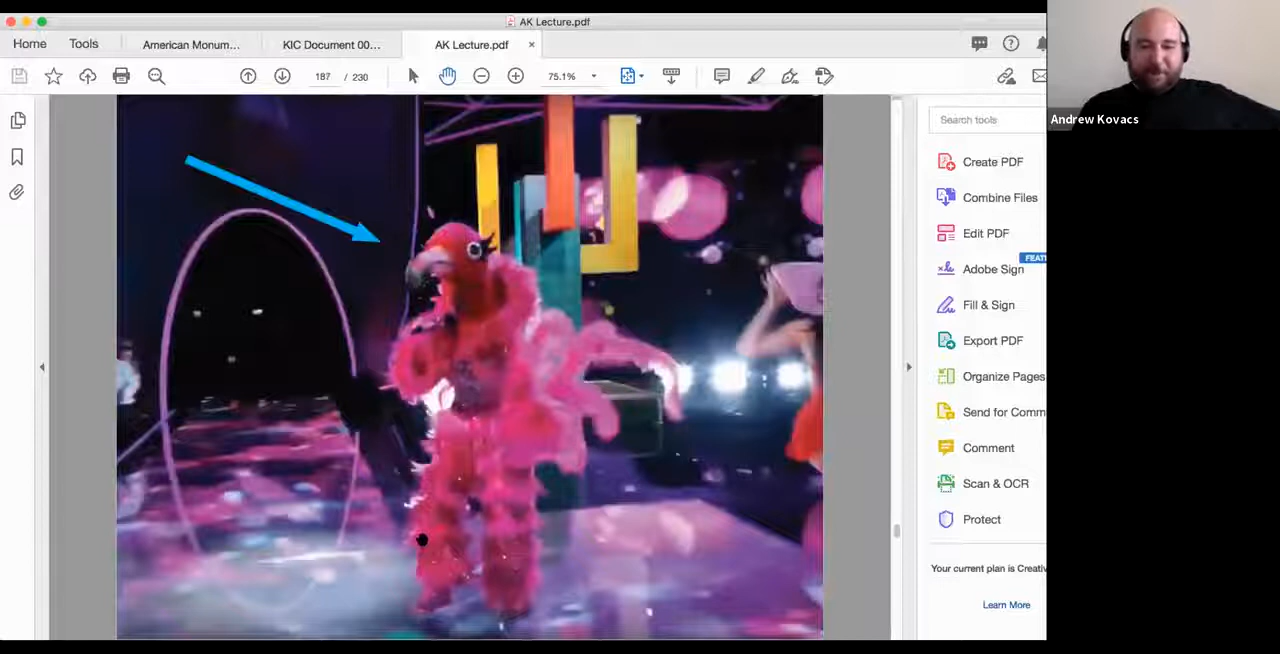 AK Lecture.pdf
Home
Tools
American Monum...
KIC Document 00...
AK Lecture.pdf
×
187 / 230
75.1%
Search tools
Andrew Kovacs
Create PDF
Combine Files
Edit PDF
Adobe Sign
Fill & Sign
Export PDF
Organize Pages
Send for Comm
Comment
Scan & OCR
Protect
Your current plan is Creativ
Learn More